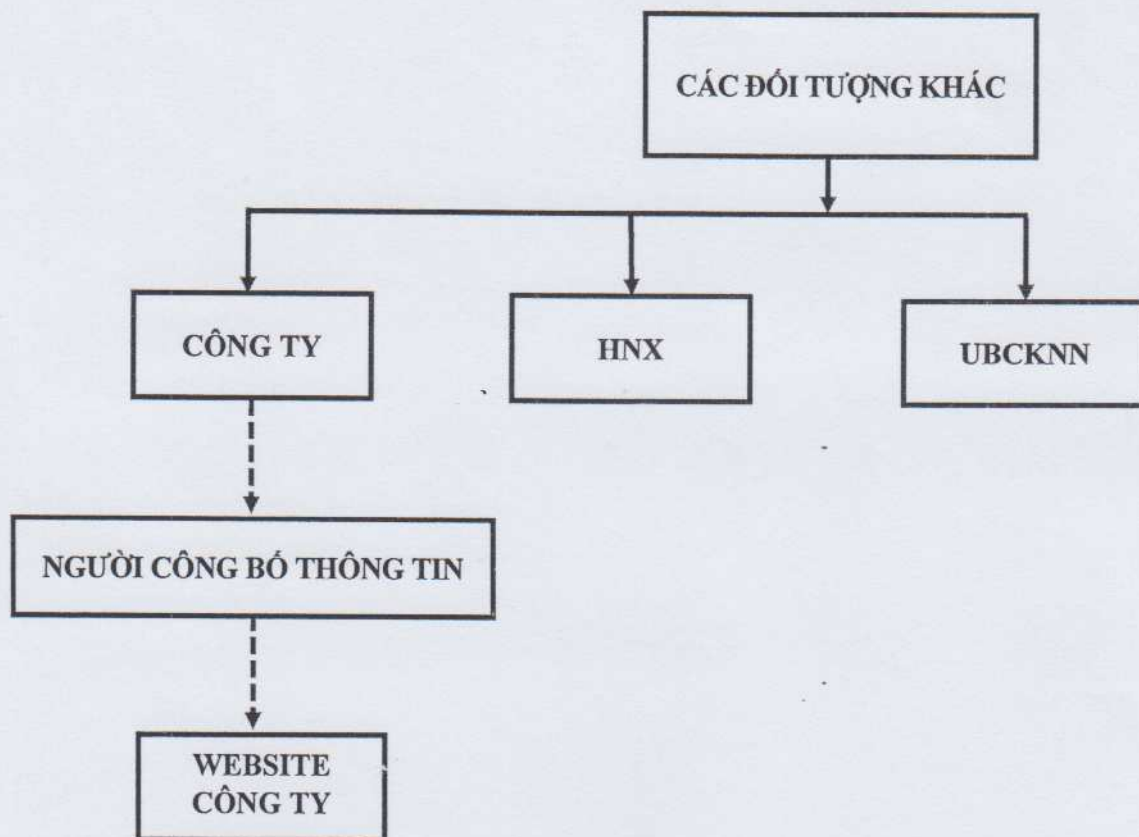 CÁC ĐỐI TƯỢNG KHÁC
CÔNG TY
HNX
UBCKNN
NGƯỜI CÔNG BỐ THÔNG TIN
WEBSITE
CÔNG TY